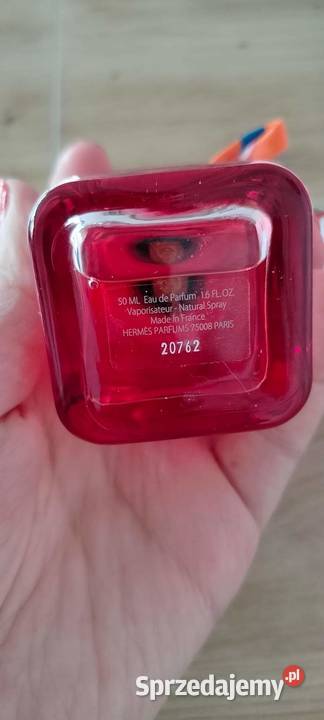 50 ML Eau de Parfum 1.6 FL.OZ.
Vaporisateur - Natural Spray
Made in France
HERMÈS PARFUMS 75008 PARIS
20762
Sprzedajemy.pl